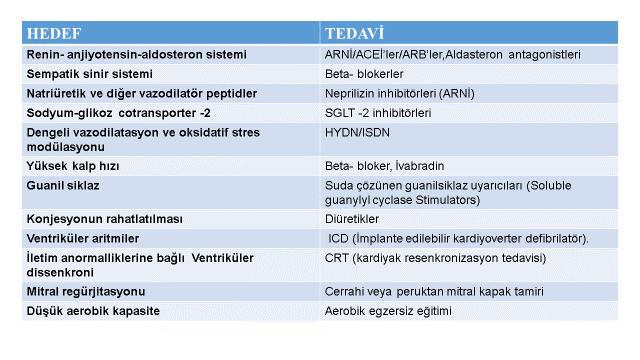 HEDEF TEDAVİ
Renin- anjiyotensin-aldosteron sistemi ARNİ/ACEİ'ler/ARB'ler,Aldasteron antagonistleri
Sempatik sinir sistemi Beta- blokerler
Natriüretik ve diğer vazodilatör peptidler Neprilizin inhibitörleri (ARNİ)
Sodyum-glikoz cotransporter -2 SGLT -2 inhibitörleri
Dengeli vazodilatasyon ve oksidatif stres HYDN/ISDN
modülasyonu
Yüksek kalp hızı Beta- bloker, İvabradin
Guanil siklaz Suda çözünen guanilsiklaz uyarıcıları (Soluble
guanylyl cyclase Stimulators)
Konjesyonun rahatlatılması Diüretikler
Ventriküler aritmiler ICD (İmplante edilebilir kardiyoverter defibrilatör).
İletim anormalliklerine bağlı Ventriküler CRT (kardiyak resenkronizasyon tedavisi)
dissenkroni
Mitral regürjitasyonu Cerrahi veya peruktan mitral kapak tamiri
Düşük aerobik kapasite Aerobik egzersiz eğitimi